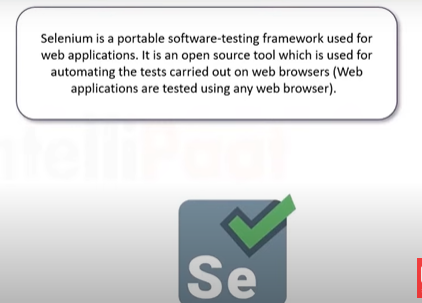 Selenium is a portable software-testing framework used for
web applications. It is an open source tool which is used for
automating the tests carried out on web browsers (Web
applications are tested using any web browser).
intelliPaat
Se